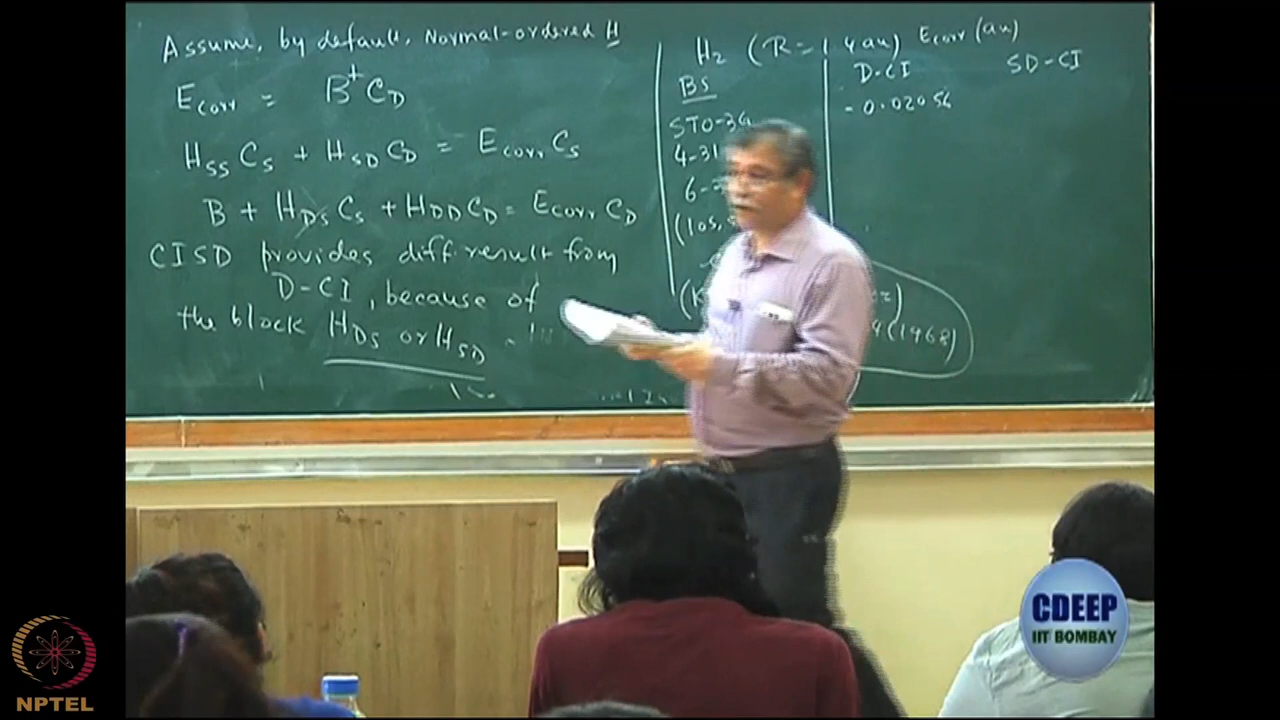 Assume, by default, Normal-ordered H
E_corr = B^+ C_D
H_SS C_S + H_SD C_D = E_corr C_S
B + H_DS C_S + H_DD C_D = E_corr C_D
CISD provides diff result from
D-CI, because of
the block H_DS or H_SD
H_2 (R = 1.4 au) E_corr (au)
BS D-CI SD-CI
STO-3G -0.02056
4-31
6-
(10s,
(1968)
CDEEP
IIT BOMBAY
NPTEL